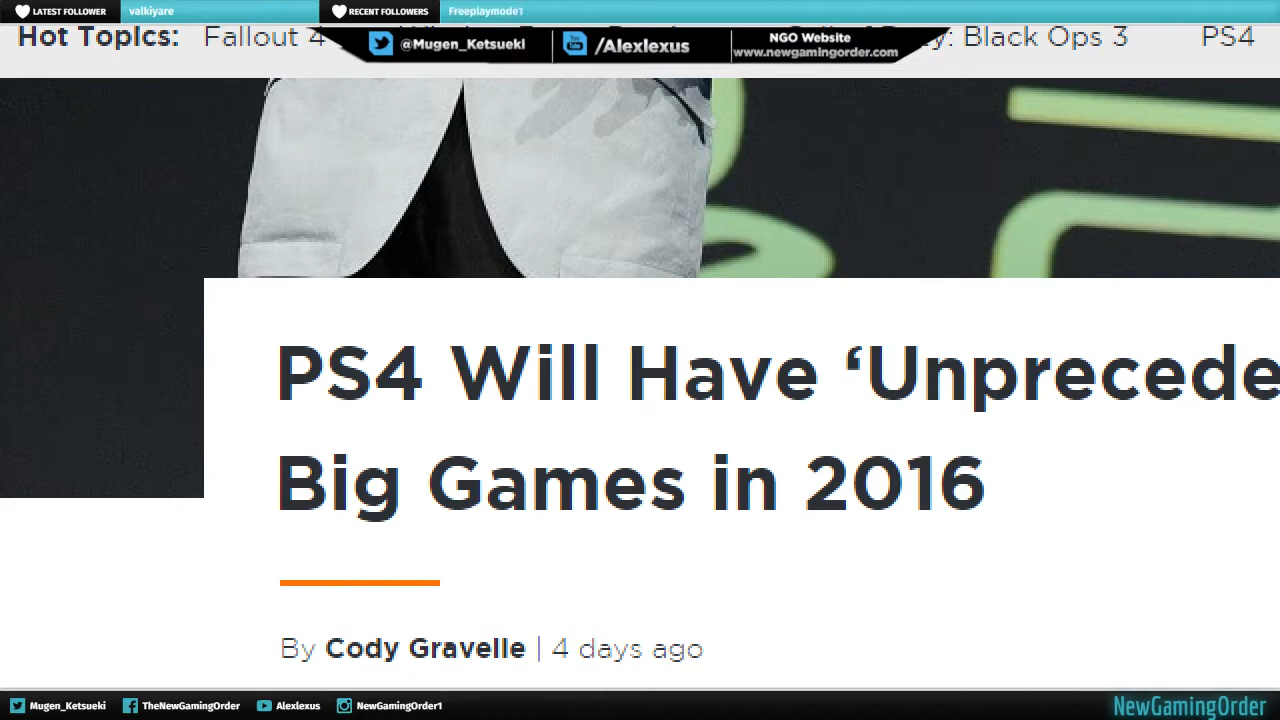 LATEST FOLLOWER valkiyare RECENT FOLLOWERS Freeplaymode1
Hot Topics: Fallout 4 Black Ops 3 PS4
@Mugen_Ketsueki /Alexlexus NGO Website
www.newgamingorder.com
PS4 Will Have ‘Unprecede
Big Games in 2016
By Cody Gravelle | 4 days ago
Mugen_Ketsueki TheNewGamingOrder Alexlexus NewGamingOrder1 NewGamingOrder